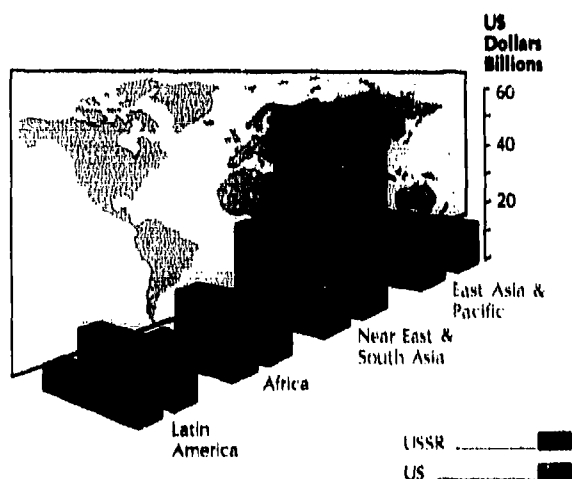 US
Dollars
Billions
60
40
20
East Asia &
Pacific
Near East &
South Asia
Africa
Latin
America
USSR
US